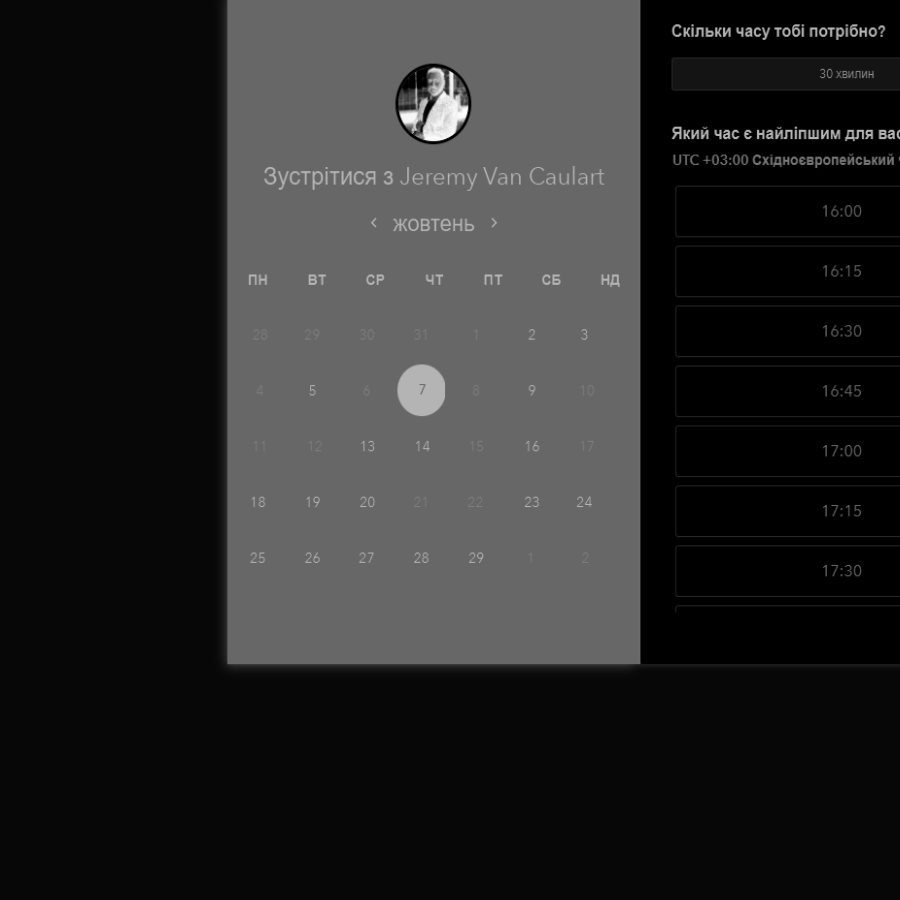 Зустрітися з Jeremy Van Caulart
жовтень
ПН ВТ СР ЧТ ПТ СБ НД
28 29 30 31 1 2 3
4 5 6 7 8 9 10
11 12 13 14 15 16 17
18 19 20 21 22 23 24
25 26 27 28 29 1 2
Скільки часу тобі потрібно?
30 хвилин
Який час є найліпшим для вас
UTC +03:00 Східноєвропейський
16:00
16:15
16:30
16:45
17:00
17:15
17:30